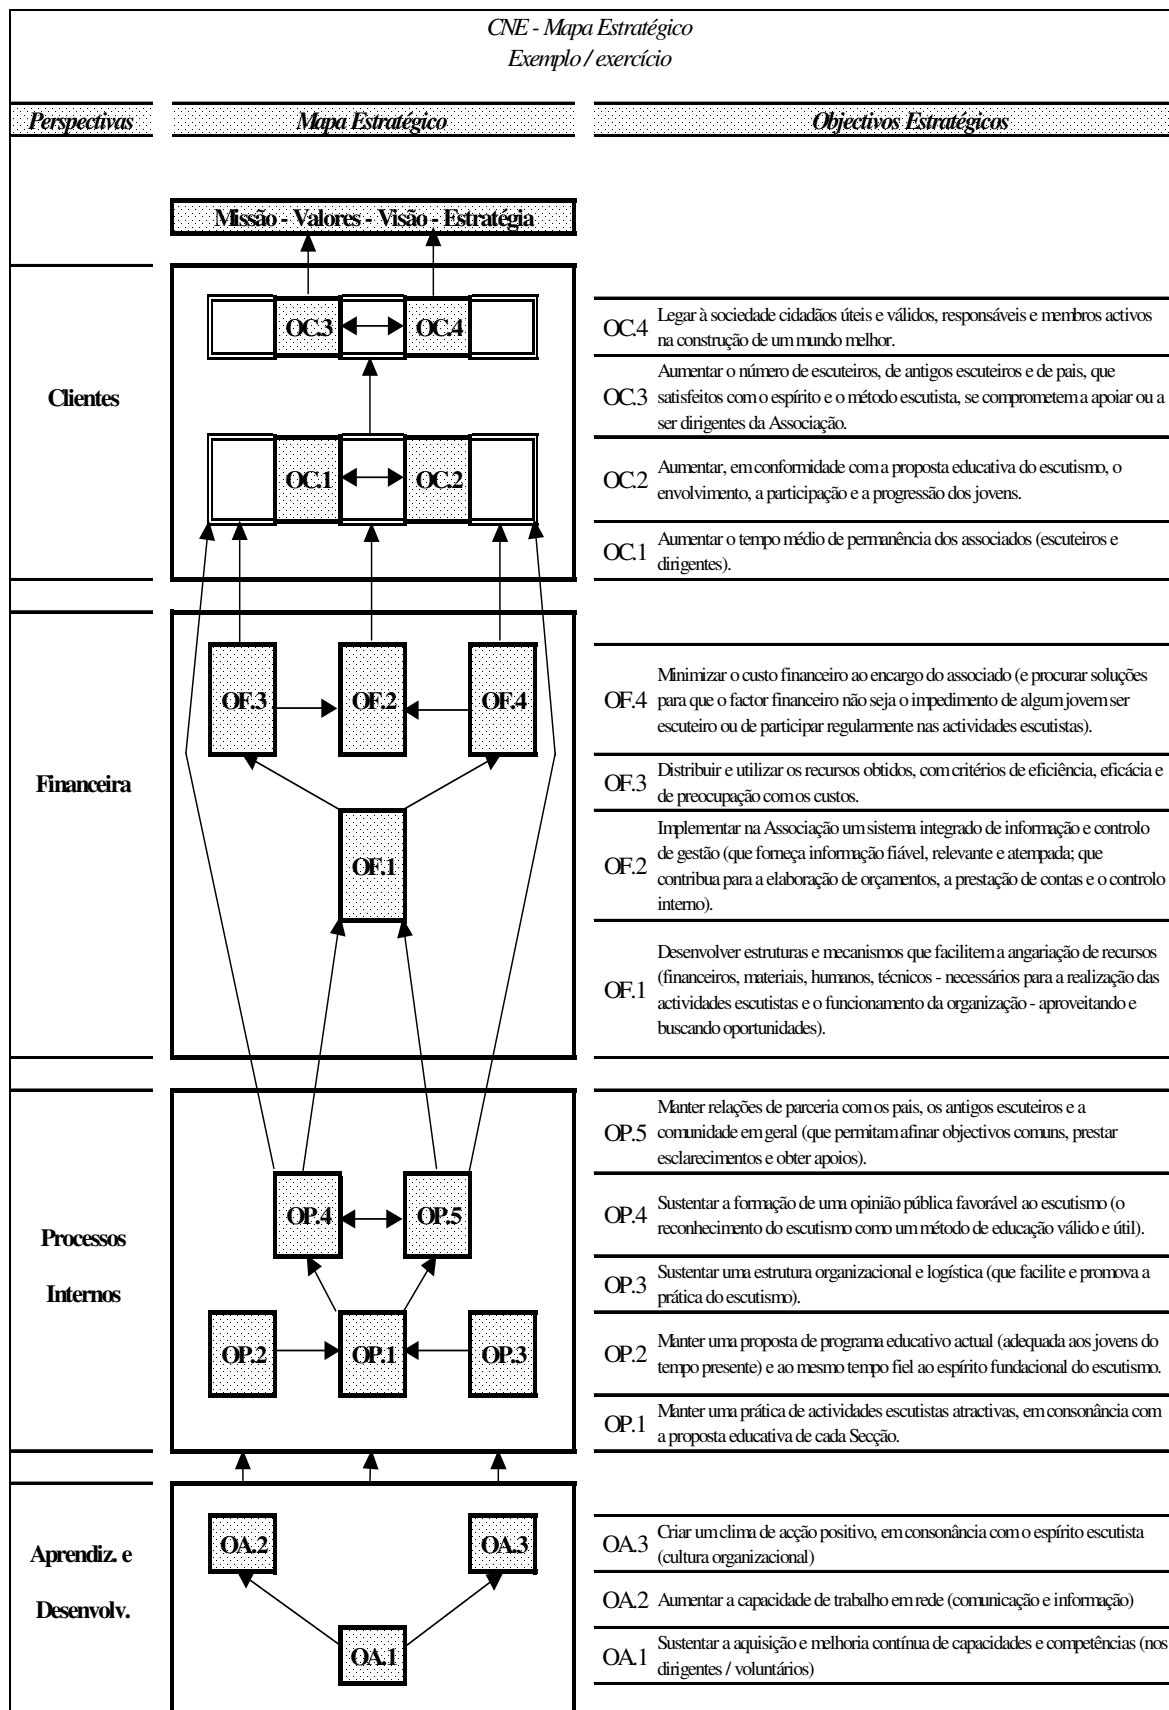 CNE - Mapa Estratégico
Exemplo / exercício
Perspectivas
Mapa Estratégico
Objectivos Estratégicos
Missão - Valores - Visão - Estratégia
Clientes
OC.3
OC.4
OC.1
OC.2
OC.4 Legar à sociedade cidadãos úteis e válidos, responsáveis e membros activos
na construção de um mundo melhor.
OC.3 Aumentar o número de escuteiros, de antigos escuteiros e de pais, que
satisfeitos com o espírito e o método escutista, se comprometem a apoiar ou a
ser dirigentes da Associação.
OC.2 Aumentar, em conformidade com a proposta educativa do escutismo, o
envolvimento, a participação e a progressão dos jovens.
OC.1 Aumentar o tempo médio de permanência dos associados (escuteiros e
dirigentes).
Financeira
OF.3
OF.2
OF.4
OF.1
OF.4 Minimizar o custo financeiro ao encargo do associado (e procurar soluções
para que o factor financeiro não seja o impedimento de algum jovem ser
escuteiro ou de participar regularmente nas actividades escutistas).
OF.3 Distribuir e utilizar os recursos obtidos, com critérios de eficiência, eficácia e
de preocupação com os custos.
OF.2 Implementar na Associação um sistema integrado de informação e controlo
de gestão (que forneça informação fiável, relevante e atempada; que
contribua para a elaboração de orçamentos, a prestação de contas e o controlo
interno).
OF.1 Desenvolver estruturas e mecanismos que facilitem a angariação de recursos
(financeiros, materiais, humanos, técnicos - necessários para a realização das
actividades escutistas e o funcionamento da organização - aproveitando e
buscando oportunidades).
Processos
Internos
OP.4
OP.5
OP.2
OP.1
OP.3
OP.5 Manter relações de parceria com os pais, os antigos escuteiros e a
comunidade em geral (que permitam afinar objectivos comuns, prestar
esclarecimentos e obter apoios).
OP.4 Sustentar a formação de uma opinião pública favorável ao escutismo (o
reconhecimento do escutismo como um método de educação válido e útil).
OP.3 Sustentar uma estrutura organizacional e logística (que facilite e promova a
prática do escutismo).
OP.2 Manter uma proposta de programa educativo actual (adequada aos jovens do
tempo presente) e ao mesmo tempo fiel ao espírito fundacional do escutismo.
OP.1 Manter uma prática de actividades escutistas atractivas, em consonância com
a proposta educativa de cada Secção.
Aprendiz. e
Desenvolv.
OA.2
OA.3
OA.1
OA.3 Criar um clima de acção positivo, em consonância com o espírito escutista
(cultura organizacional)
OA.2 Aumentar a capacidade de trabalho em rede (comunicação e informação)
OA.1 Sustentar a aquisição e melhoria contínua de capacidades e competências (nos
dirigentes / voluntários)